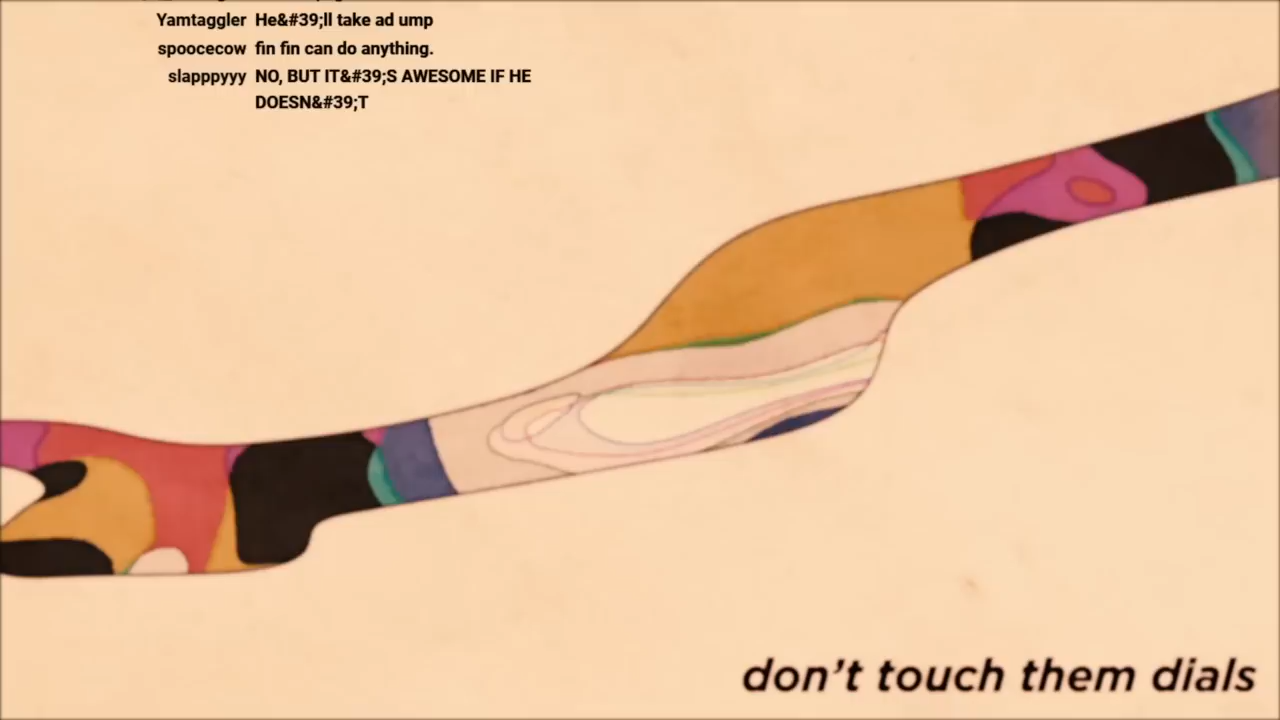 Yamtaggler He&#39;ll take ad ump
spoocecow fin fin can do anything.
slapppyyy NO, BUT IT&#39;S AWESOME IF HE
DOESN&#39;T
don't touch them dials